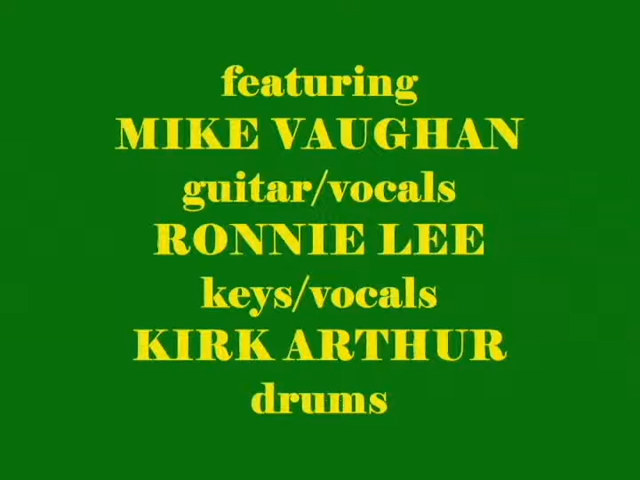 featuring
MIKE VAUGHAN
guitar/vocals
RONNIE LEE
keys/vocals
KIRK ARTHUR
drums